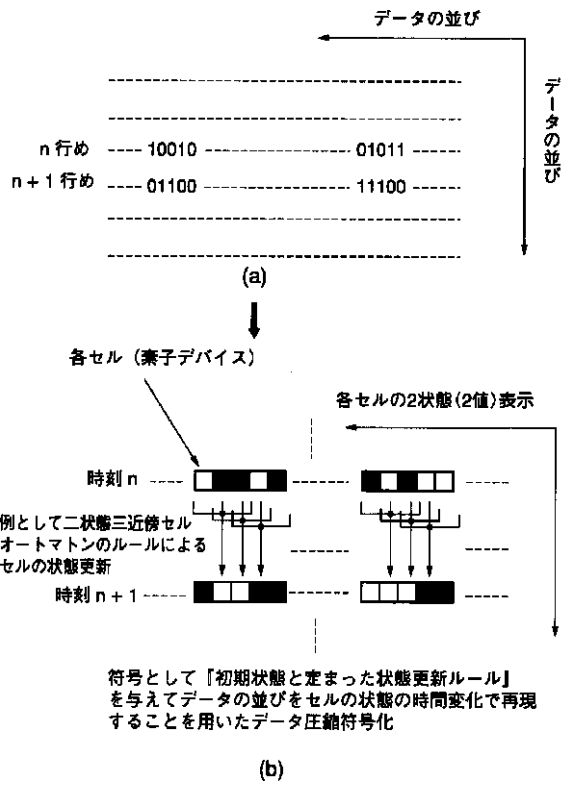 データの並び
データの並び
n 行め ---- 10010 ---------------- 01011 -----
n + 1 行め ---- 01100 ---------------- 11100 -----
(a)
各セル（素子デバイス）
各セルの2状態(2値)表示
時刻 n
例として二状態三近傍セル
オートマトンのルールによる
セルの状態更新
時刻 n + 1
符号として『初期状態と定まった状態更新ルール』
を与えてデータの並びをセルの状態の時間変化で再現
することを用いたデータ圧縮符号化
(b)